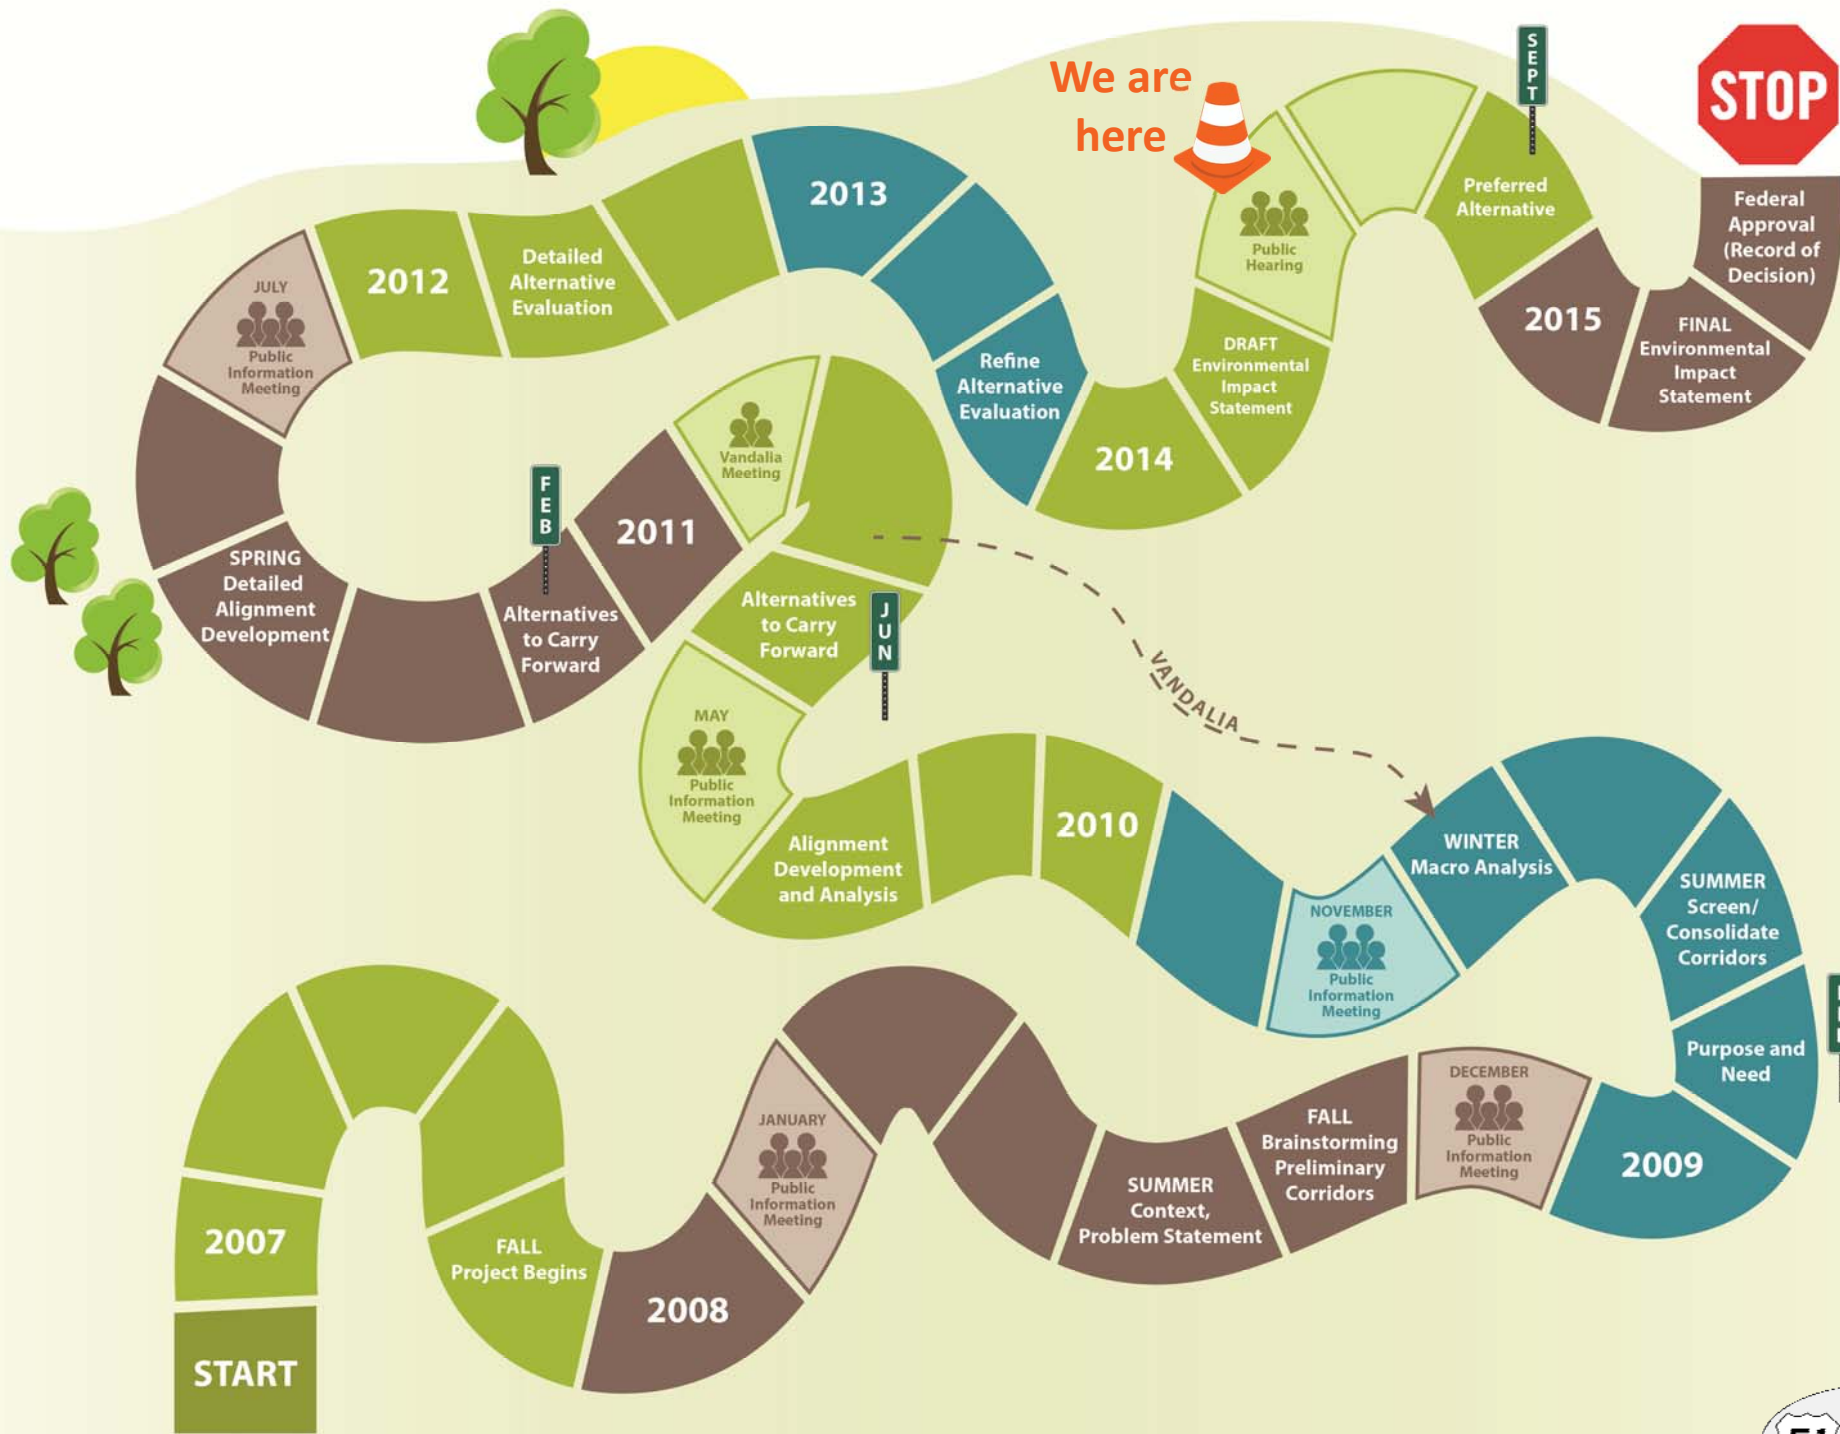 We are
here
S
E
P
T
STOP
2013
Preferred
Alternative
Federal
Approval
(Record of
Decision)
Public
Hearing
2012
Detailed
Alternative
Evaluation
JULY
Public
Information
Meeting
2015
FINAL
Environmental
Impact
Statement
DRAFT
Environmental
Impact
Statement
Refine
Alternative
Evaluation
2014
Vandalia
Meeting
F
E
B
2011
SPRING
Detailed
Alignment
Development
Alternatives
to Carry
Forward
Alternatives
to Carry
Forward
J
U
N
VANDALIA
MAY
Public
Information
Meeting
Alignment
Development
and Analysis
2010
NOVEMBER
Public
Information
Meeting
WINTER
Macro Analysis
SUMMER
Screen/
Consolidate
Corridors
Purpose and
Need
2009
DECEMBER
Public
Information
Meeting
FALL
Brainstorming
Preliminary
Corridors
SUMMER
Context,
Problem Statement
JANUARY
Public
Information
Meeting
2008
FALL
Project Begins
2007
START